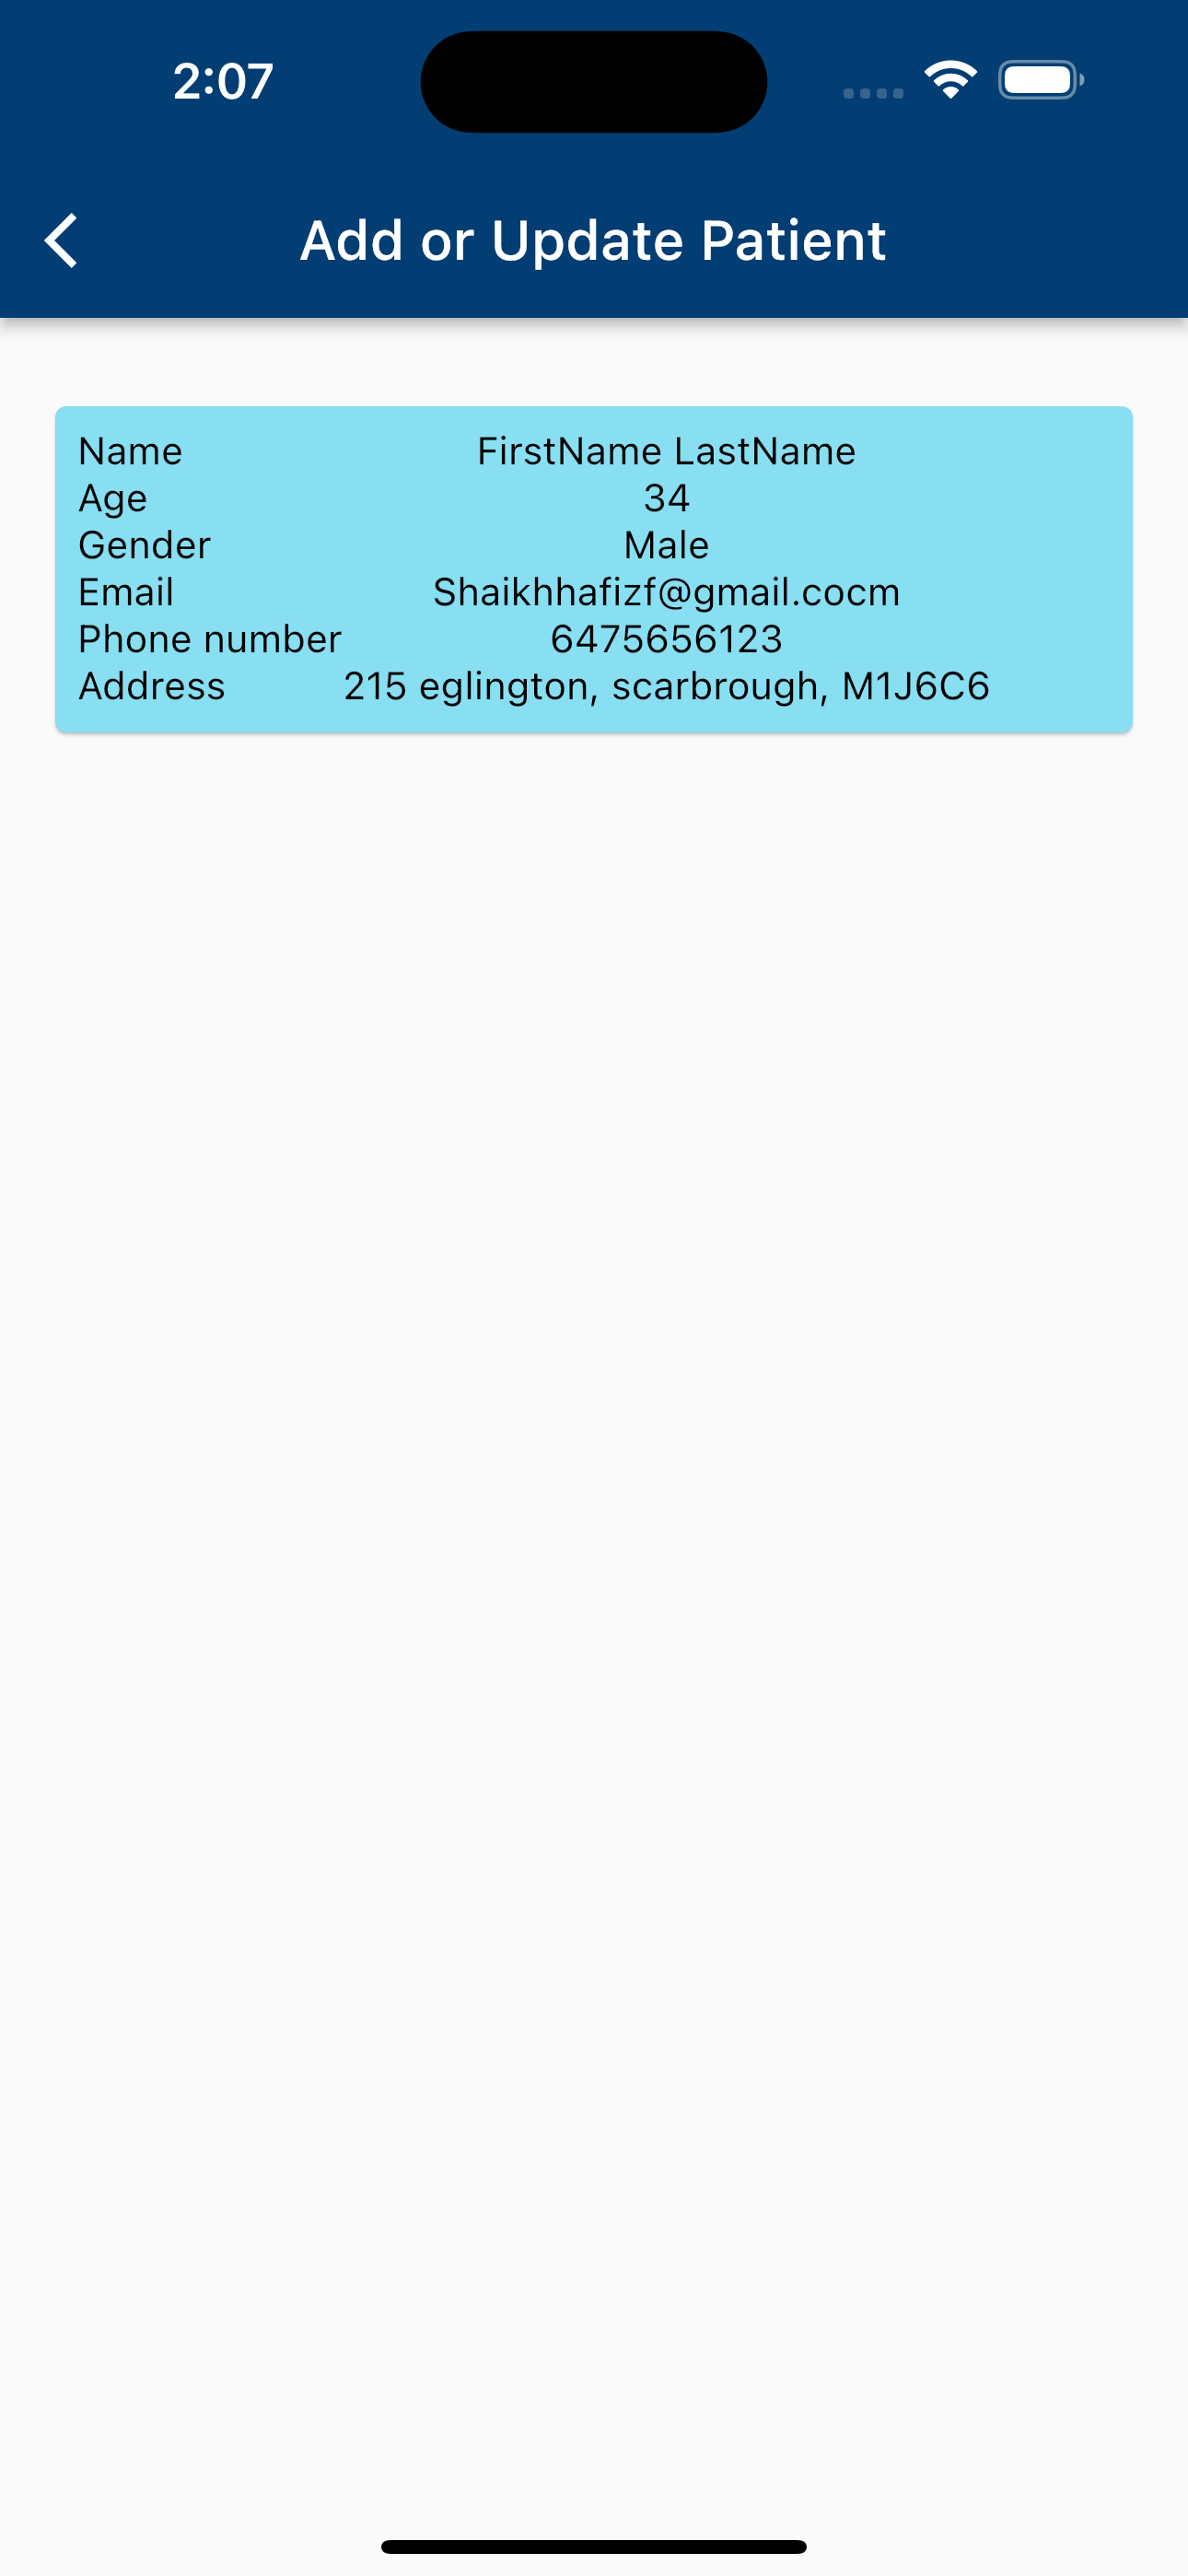 2:07
Add or Update Patient
Name FirstName LastName
Age 34
Gender Male
Email Shaikhhafizf@gmail.cocm
Phone number 6475656123
Address 215 eglington, scarbrough, M1J6C6